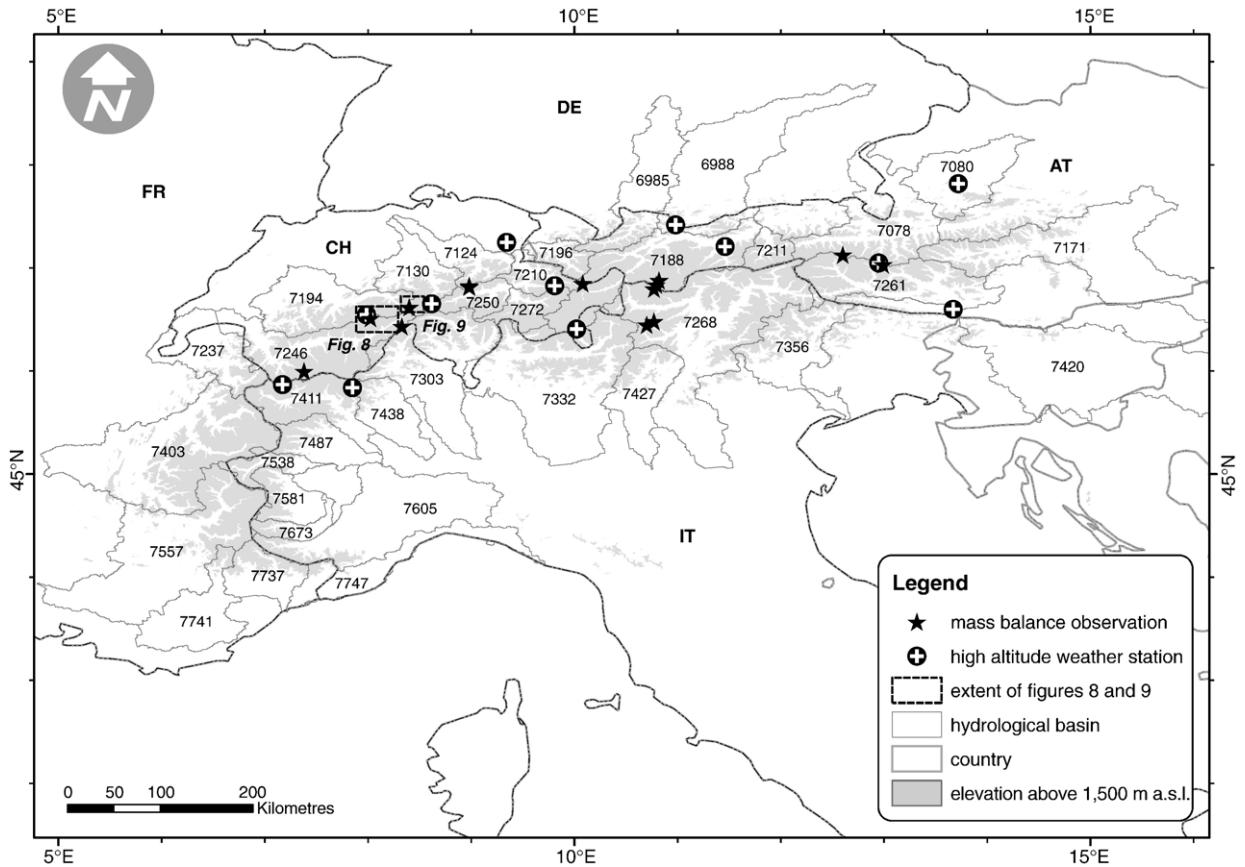 5°E 10°E 15°E
N
DE
FR
AT
CH
IT
6985
6988
7080
7078
7171
7124
7196
7188
7211
7130
7210
7261
7194
7250
7272
7268
Fig. 9
Fig. 8
7237
7246
7356
7303
7411
7420
7332
7427
7438
7487
7403
7538
7581
7605
7673
7557
7737
7747
7741
45°N
45°N
Legend
mass balance observation
high altitude weather station
extent of figures 8 and 9
hydrological basin
country
elevation above 1,500 m a.s.l.
0 50 100 200
Kilometres
5°E 10°E 15°E